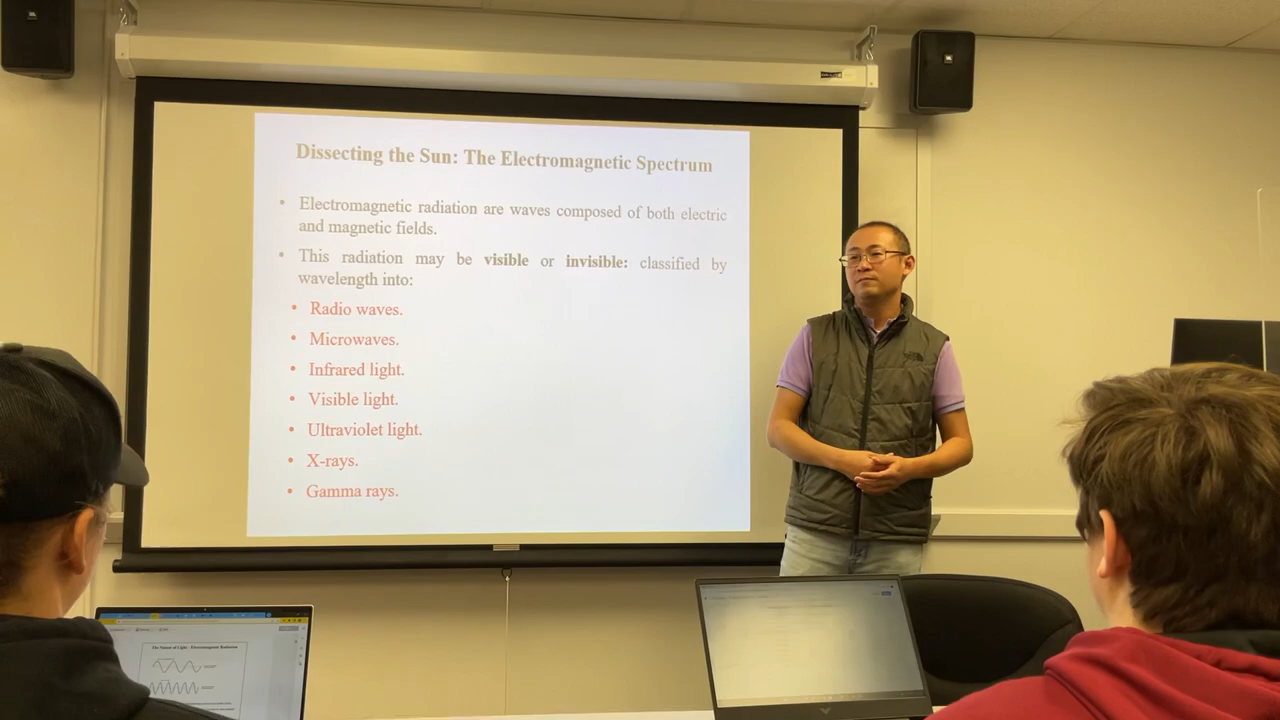 Dissecting the Sun: The Electromagnetic Spectrum
• Electromagnetic radiation are waves composed of both electric
and magnetic fields.
• This radiation may be visible or invisible: classified by
wavelength into:
• Radio waves.
• Microwaves.
• Infrared light.
• Visible light.
• Ultraviolet light.
• X-rays.
• Gamma rays.
JBL
JBL
The Nature of Light - Electromagnetic Radiation